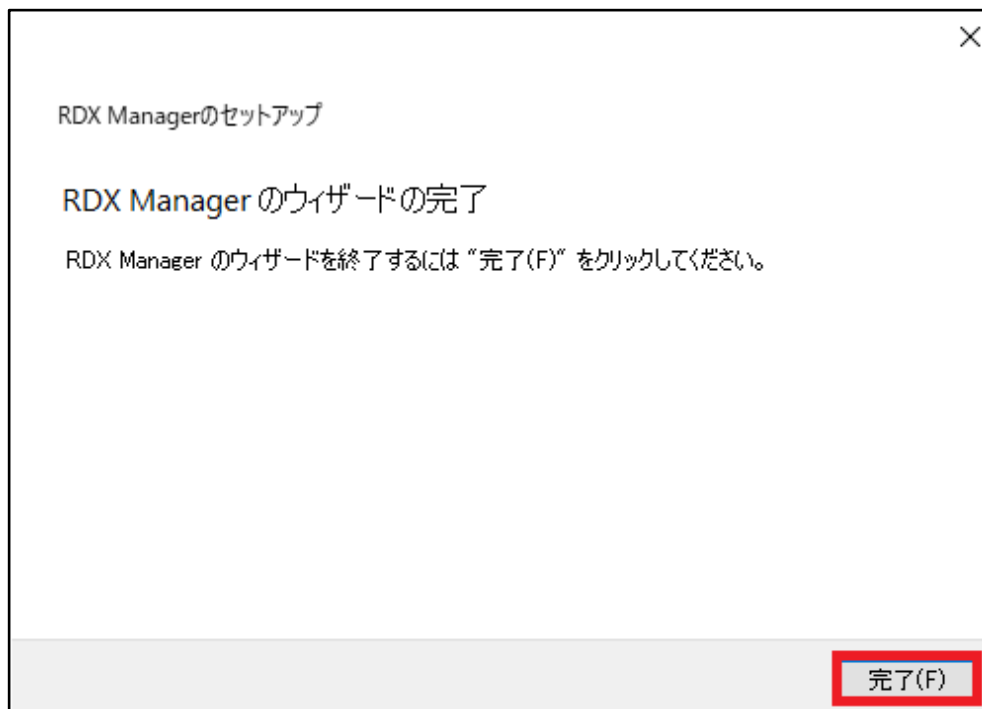 RDX Managerのセットアップ
RDX Manager のウィザードの完了
RDX Manager のウィザードを終了するには “完了(F)” をクリックしてください。
完了(F)